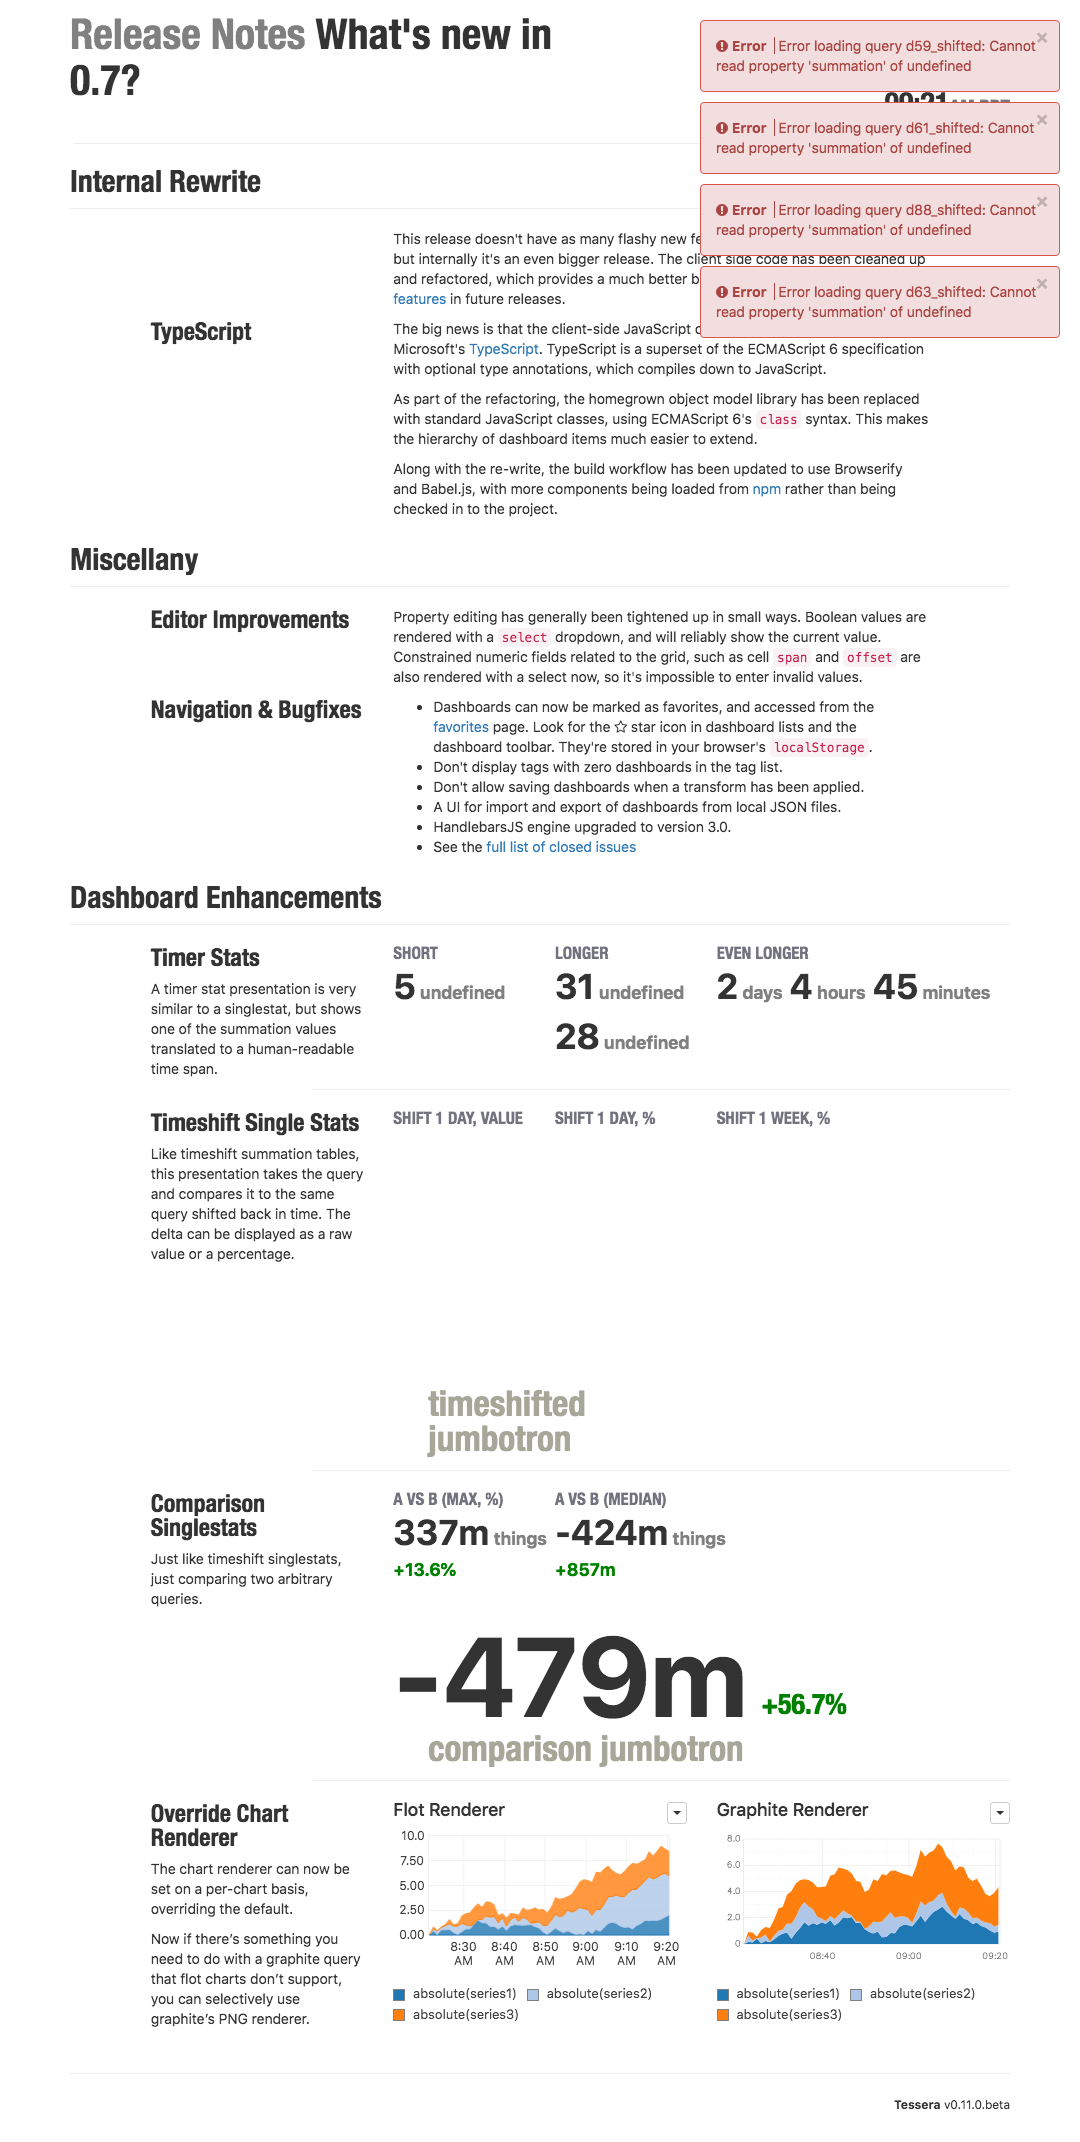 Release Notes What's new in
0.7?
Error Error loading query d59_shifted: Cannot
read property 'summation' of undefined
×
Error Error loading query d61_shifted: Cannot
read property 'summation' of undefined
×
Error Error loading query d88_shifted: Cannot
read property 'summation' of undefined
×
Error Error loading query d63_shifted: Cannot
read property 'summation' of undefined
×
Internal Rewrite
This release doesn't have as many flashy new
but internally it's an even bigger release. The client side code has been cleaned up
and refactored, which provides a much better
features in future releases.
TypeScript
The big news is that the client-side JavaScript
Microsoft's TypeScript. TypeScript is a superset of the ECMAScript 6 specification
with optional type annotations, which compiles down to JavaScript.
As part of the refactoring, the homegrown object model library has been replaced
with standard JavaScript classes, using ECMAScript 6's class syntax. This makes
the hierarchy of dashboard items much easier to extend.
Along with the re-write, the build workflow has been updated to use Browserify
and Babel.js, with more components being loaded from npm rather than being
checked in to the project.
Miscellany
Editor Improvements
Property editing has generally been tightened up in small ways. Boolean values are
rendered with a select dropdown, and will reliably show the current value.
Constrained numeric fields related to the grid, such as cell span and offset are
also rendered with a select now, so it's impossible to enter invalid values.
Navigation & Bugfixes
• Dashboards can now be marked as favorites, and accessed from the
favorites page. Look for the ☆ star icon in dashboard lists and the
dashboard toolbar. They're stored in your browser's localStorage.
• Don't display tags with zero dashboards in the tag list.
• Don't allow saving dashboards when a transform has been applied.
• A UI for import and export of dashboards from local JSON files.
• HandlebarsJS engine upgraded to version 3.0.
• See the full list of closed issues
Dashboard Enhancements
Timer Stats
A timer stat presentation is very
similar to a singlestat, but shows
one of the summation values
translated to a human-readable
time span.
SHORT
5 undefined
LONGER
31 undefined
28 undefined
EVEN LONGER
2 days 4 hours 45 minutes
Timeshift Single Stats
Like timeshift summation tables,
this presentation takes the query
and compares it to the same
query shifted back in time. The
delta can be displayed as a raw
value or a percentage.
SHIFT 1 DAY, VALUE
SHIFT 1 DAY, %
SHIFT 1 WEEK, %
timeshifted
jumbotron
Comparison
Singlestats
Just like timeshift singlestats,
just comparing two arbitrary
queries.
A VS B (MAX, %)
337m things
+13.6%
A VS B (MEDIAN)
-424m things
+857m
-479m +56.7%
comparison jumbotron
Override Chart
Renderer
The chart renderer can now be
set on a per-chart basis,
overriding the default.
Now if there's something you
need to do with a graphite query
that flot charts don't support,
you can selectively use
graphite's PNG renderer.
Flot Renderer
10.0
7.50
5.00
2.50
0.00
8:30 AM
8:40 AM
8:50 AM
9:00 AM
9:10 AM
9:20 AM
absolute(series1) absolute(series2)
absolute(series3)
Graphite Renderer
8.0
6.0
4.0
2.0
0
08:40 09:00 09:20
absolute(series1) absolute(series2)
absolute(series3)
Tessera v0.11.0.beta